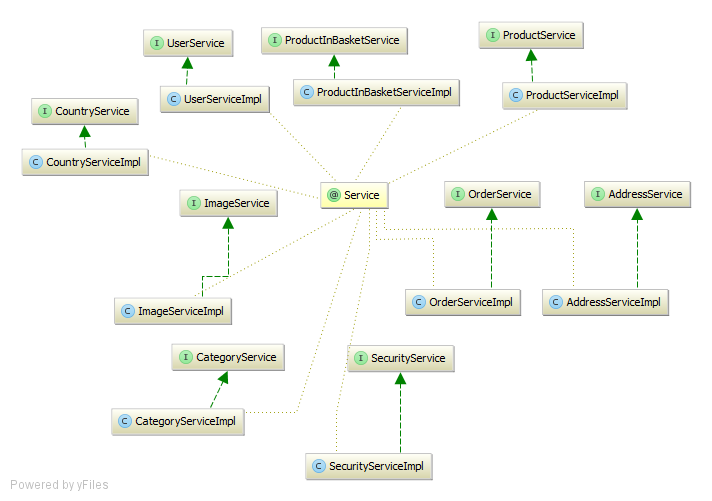 I ProductService
I ProductInBasketService
I UserService
C ProductInBasketServiceImpl
C ProductServiceImpl
C UserServiceImpl
I CountryService
C CountryServiceImpl
@ Service
I OrderService
I AddressService
I ImageService
C OrderServiceImpl
C AddressServiceImpl
C ImageServiceImpl
I CategoryService
I SecurityService
C CategoryServiceImpl
C SecurityServiceImpl
Powered by yFiles